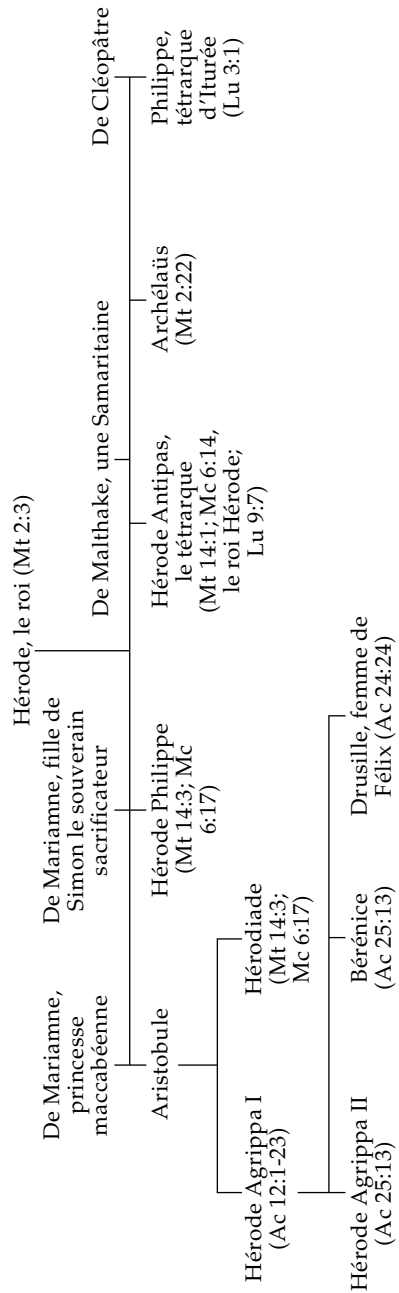 Hérode, le roi (Mt 2:3)
De Mariamne,
princesse
maccabéenne
De Mariamne, fille de
Simon le souverain
sacrificateur
De Malthake, une Samaritaine
De Cléopâtre
Aristobule
Hérode Philippe
(Mt 14:3; Mc
6:17)
Hérode Antipas,
le tétrarque
(Mt 14:1; Mc 6:14,
le roi Hérode;
Lu 9:7)
Archélaüs
(Mt 2:22)
Philippe,
tétrarque
d'Iturée
(Lu 3:1)
Hérode Agrippa I
(Ac 12:1-23)
Hérodiade
(Mt 14:3;
Mc 6:17)
Hérode Agrippa II
(Ac 25:13)
Bérénice
(Ac 25:13)
Drusille, femme de
Félix (Ac 24:24)